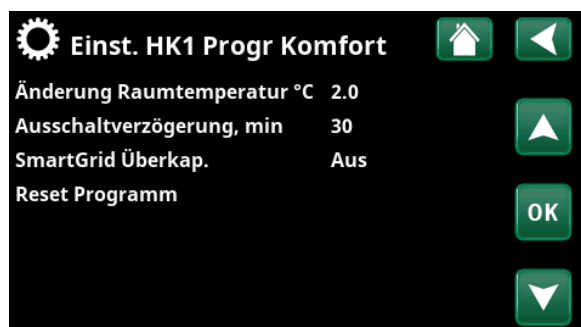 Einst. HK1 Progr Komfort
Änderung Raumtemperatur °C 2.0
Ausschaltverzögerung, min 30
SmartGrid Überkap. Aus
Reset Programm
OK